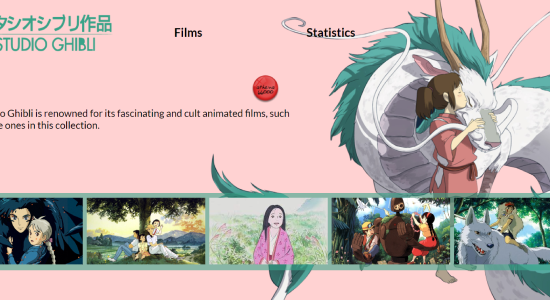 タジオジブリ作品
STUDIO GHIBLI
Films
Statistics
o Ghibli is renowned for its fascinating and cult animated films, such
e ones in this collection.